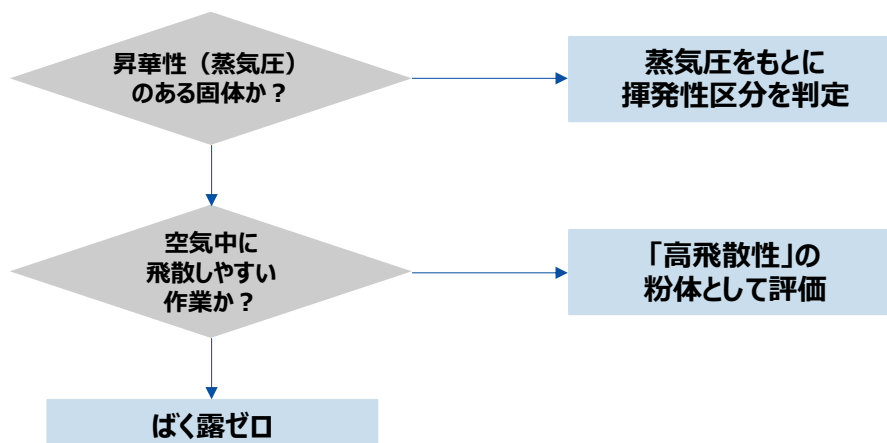 昇華性（蒸気圧）
のある固体か？
蒸気圧をもとに
揮発性区分を判定
空気中に
飛散しやすい
作業か？
「高飛散性」の
粉体として評価
ばく露ゼロ